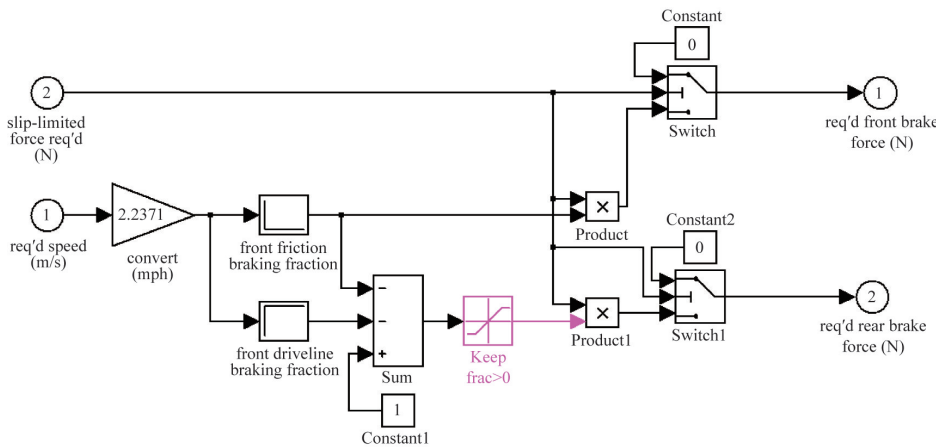 Constant
0
2
slip-limited
force req'd
(N)
Switch
1
req'd front brake
force (N)
1
req'd speed
(m/s)
2.2371
convert
(mph)
front friction
braking fraction
×
Product
Constant2
0
front driveline
braking fraction
−
−
+
Sum
Keep
frac>0
×
Product1
Switch1
2
req'd rear brake
force (N)
1
Constant1